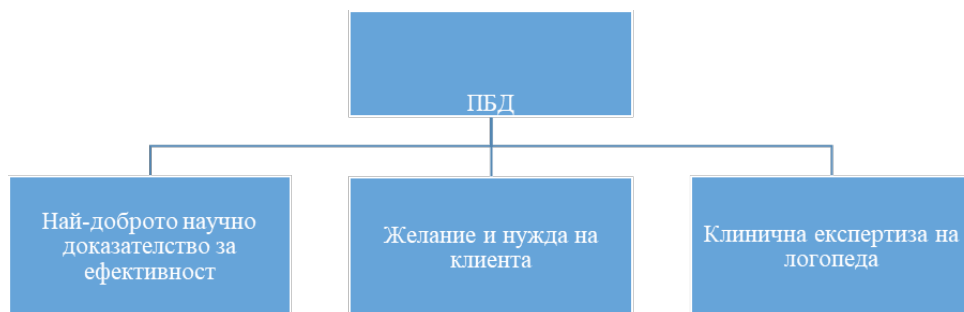 ПБД
Най-доброто научно
доказателство за
ефективност
Желание и нужда на
клиента
Клинична експертиза на
логопеда